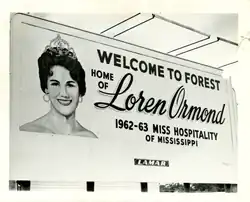 WELCOME TO FOREST
HOME
OF
Loren Ormond
1962-63 MISS HOSPITALITY
OF MISSISSIPPI
LAMAR